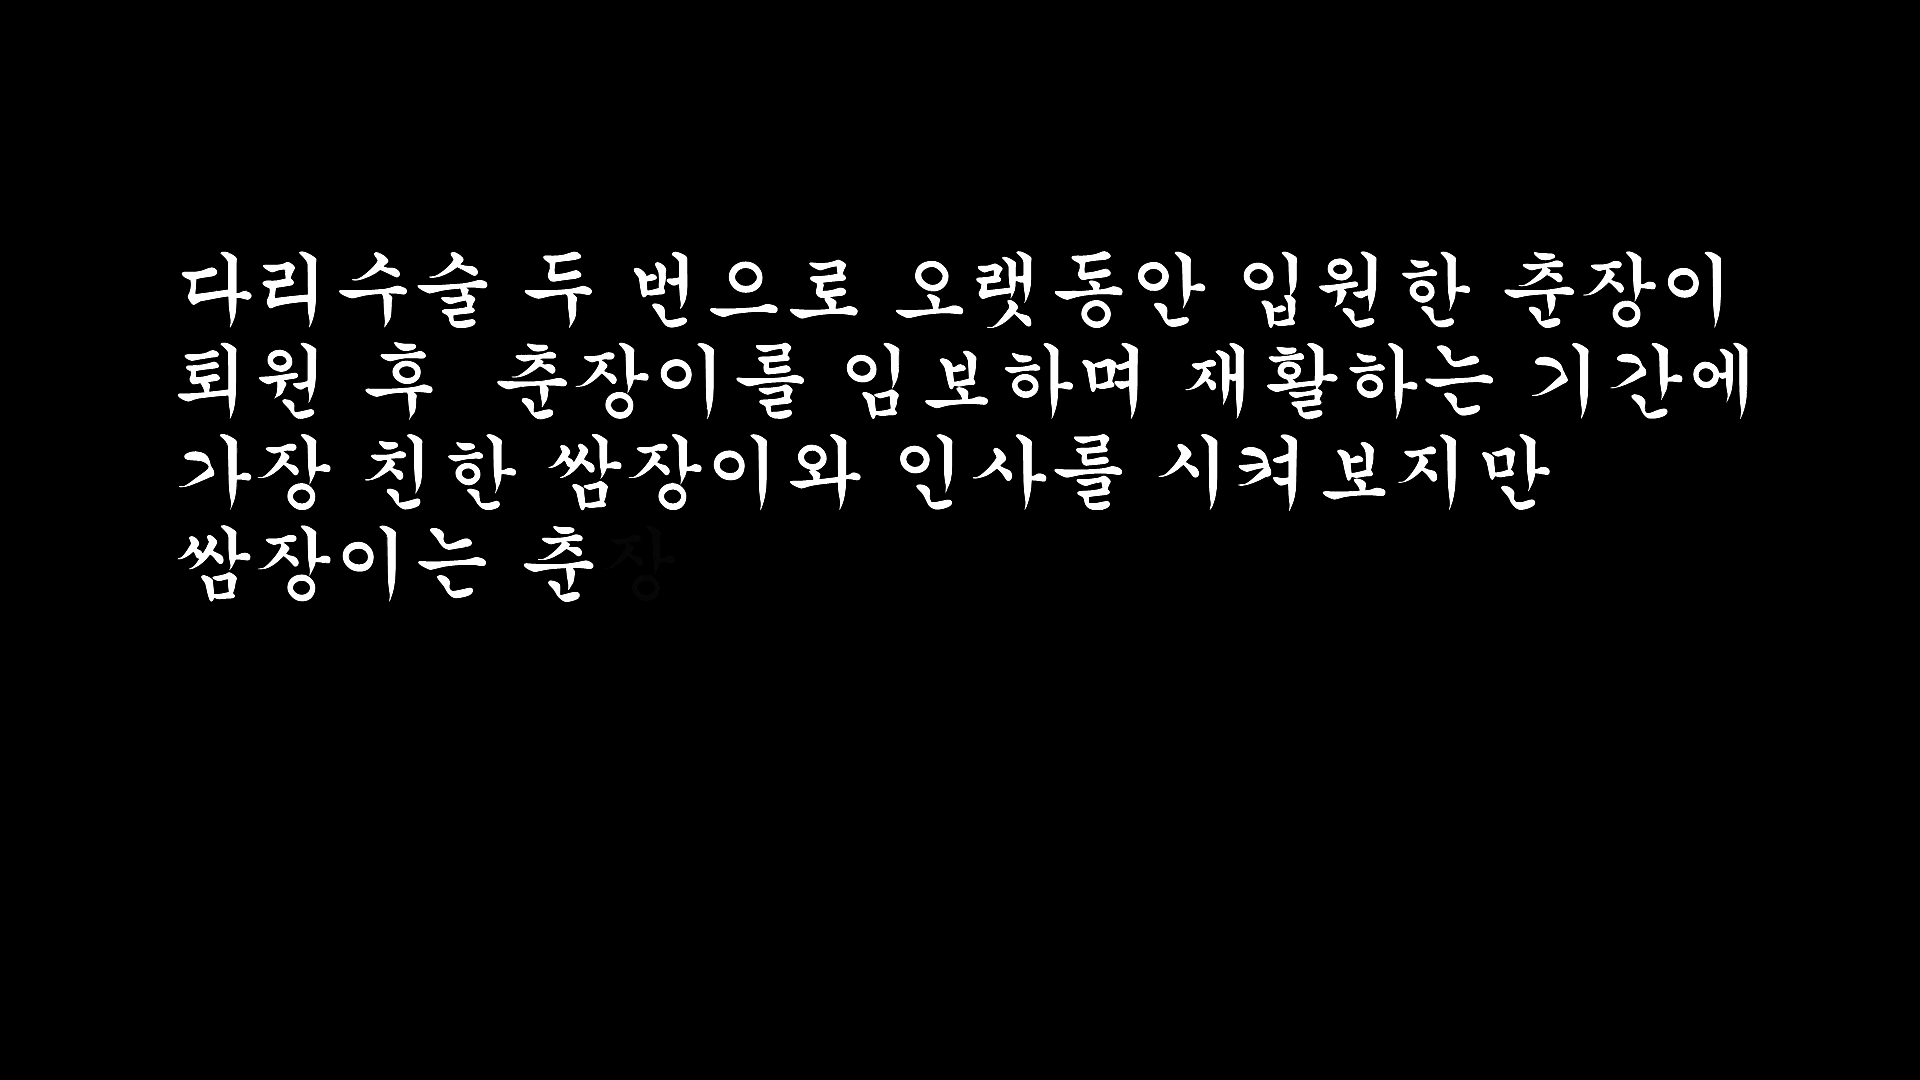 다리수술 두 번으로 오랫동안 입원한 춘장이
퇴원 후  춘장이를 임보하며 재활하는 기간에
가장 친한 쌈장이와 인사를 시켜보지만
쌈장이는 춘장